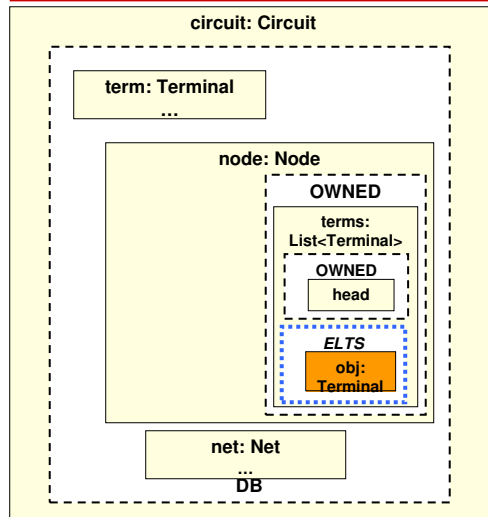 circuit: Circuit
term: Terminal
...
node: Node
OWNED
terms:
List<Terminal>
OWNED
head
ELTS
obj:
Terminal
net: Net
...
DB